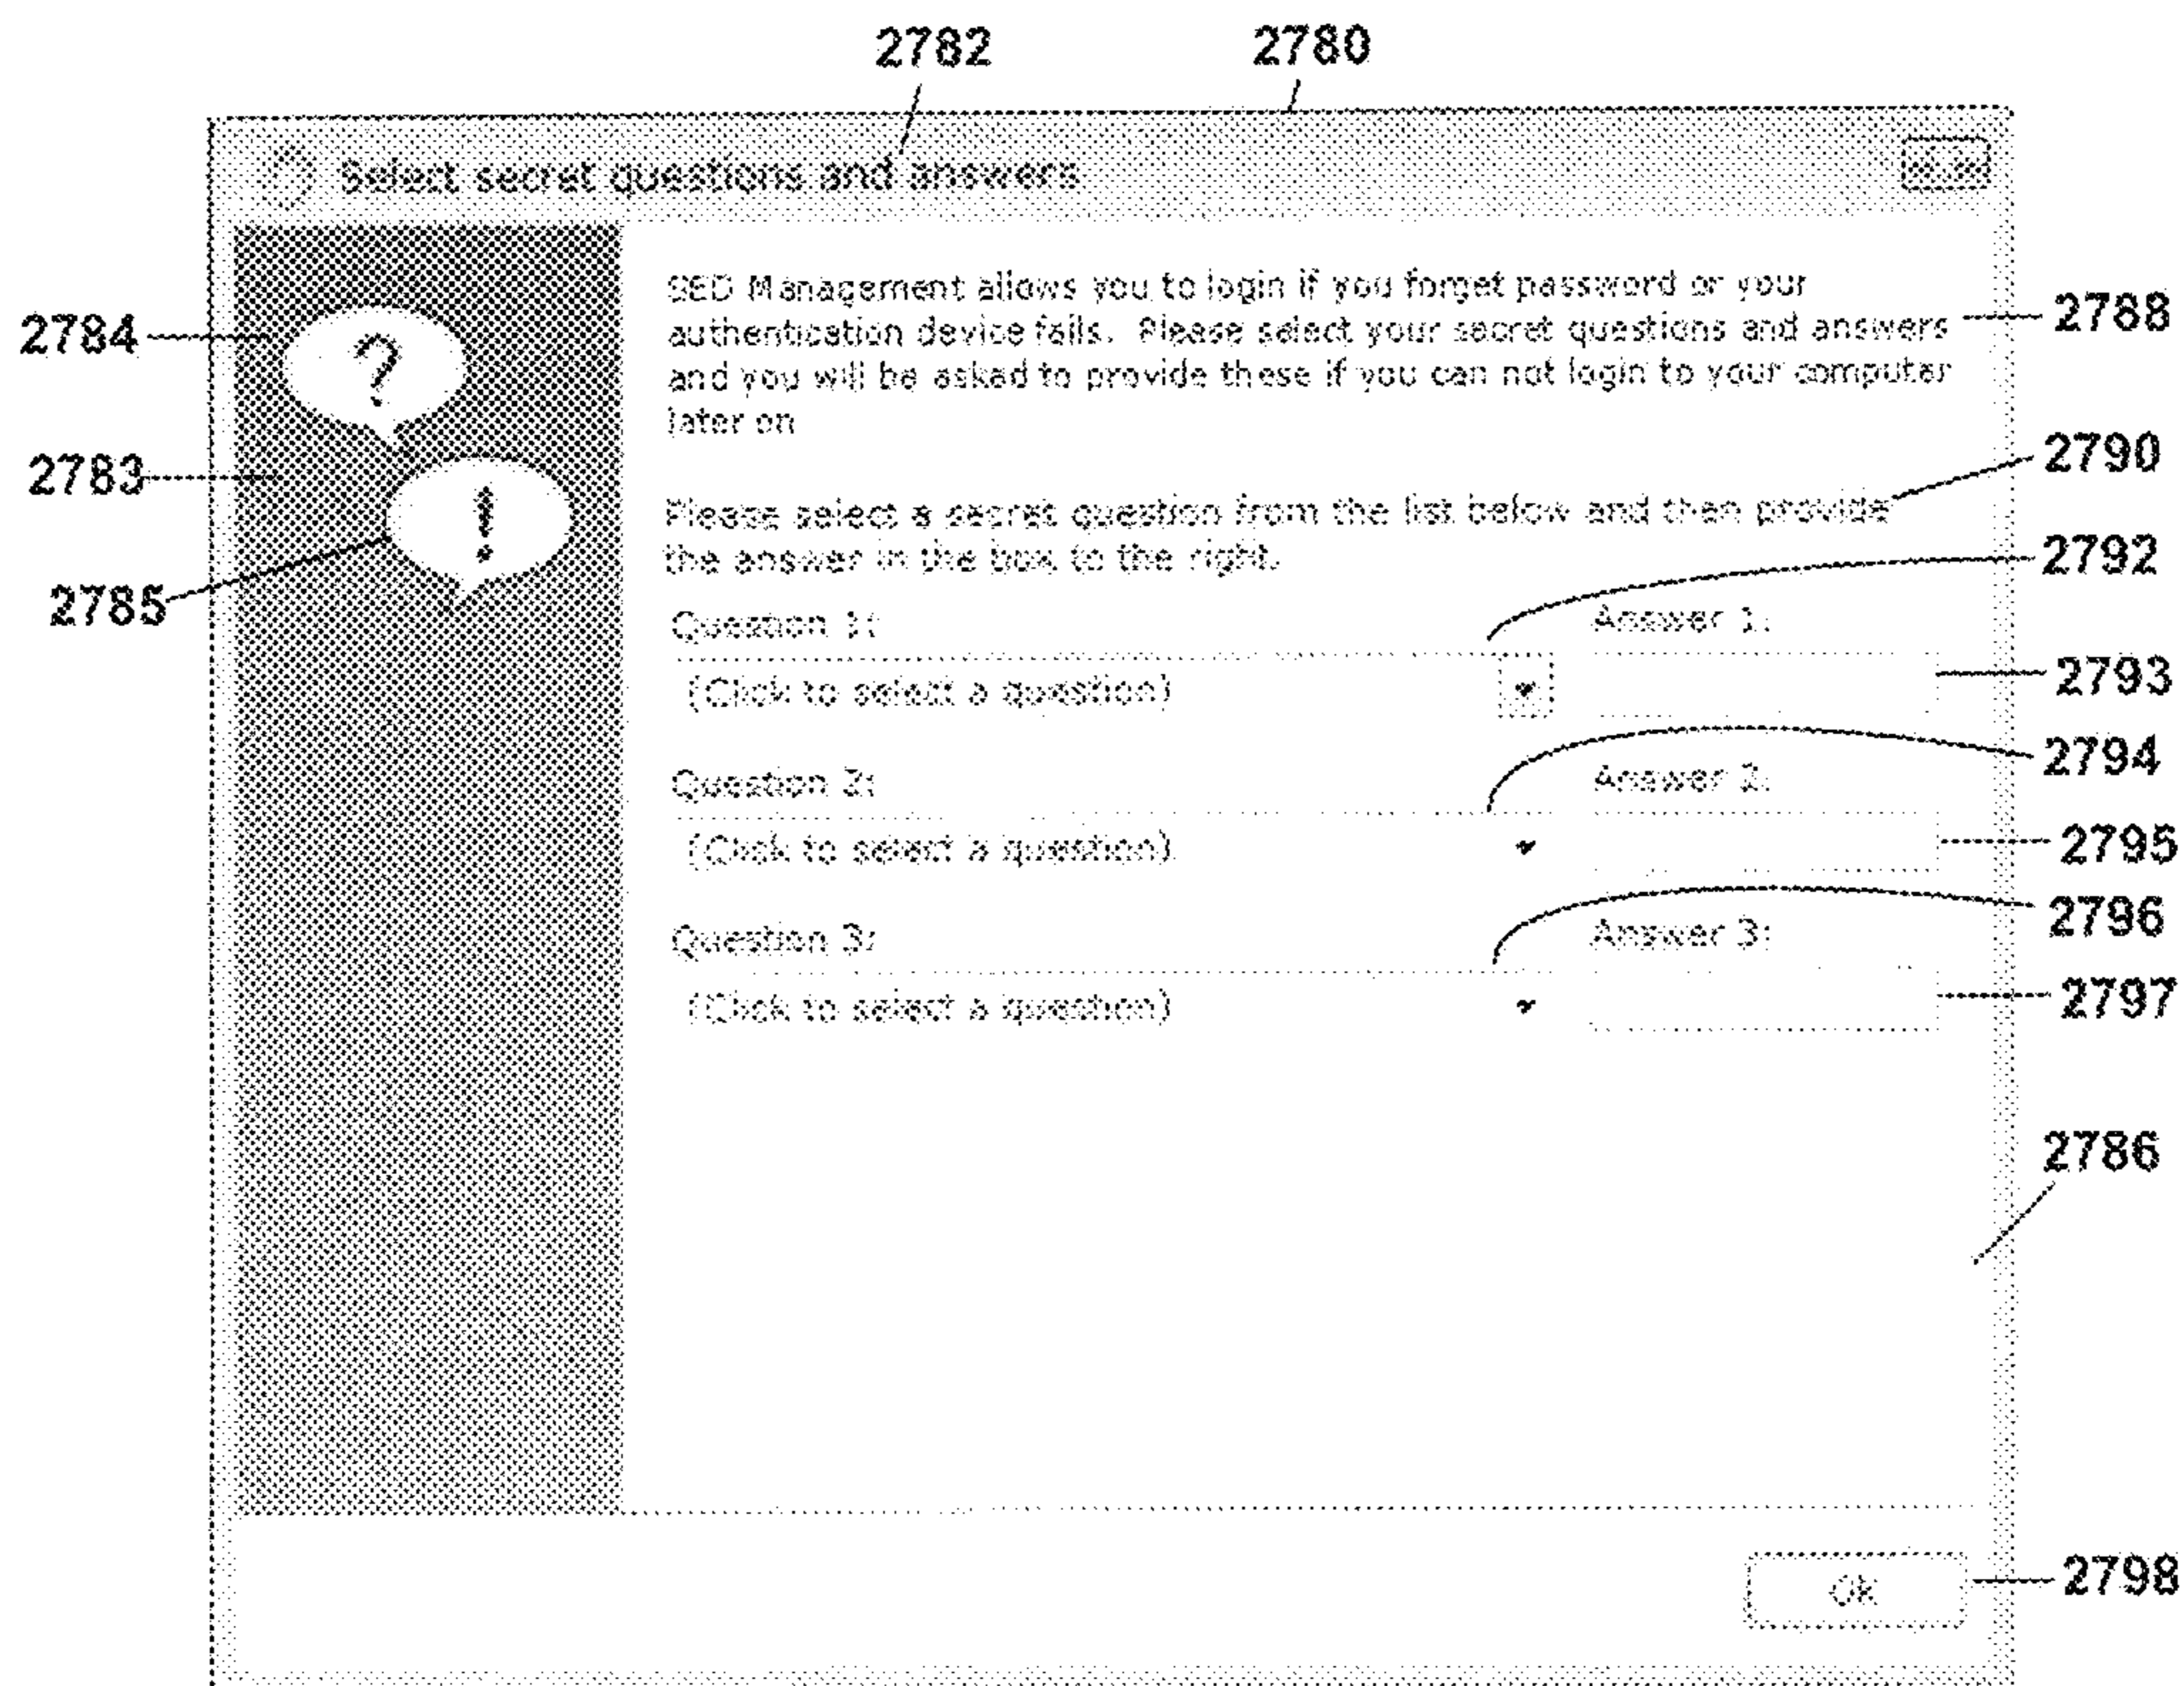 2782 2780
Select secret questions and answers
SED Management allows you to login if you forget password or your
authentication device fails. Please select your secret questions and answers
and you will be asked to provide these if you can not login to your computer
later on
2788
2784
?
2783
!
2785
2790
Please select a secret question from the list below and then provide
the answer in the box to the right.
2792
Question 1: Answer 1:
(Click to select a question)
2793
2794
Question 2: Answer 2:
(Click to select a question)
2795
2796
Question 3: Answer 3:
(Click to select a question)
2797
2786
Ok
2798